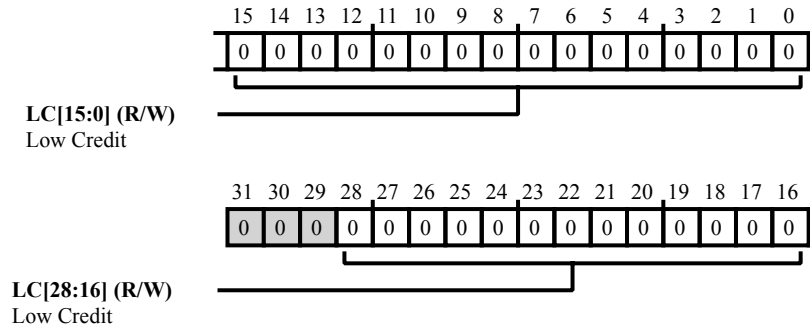 15 14 13 12 11 10 9 8 7 6 5 4 3 2 1 0
0 0 0 0 0 0 0 0 0 0 0 0 0 0 0 0
LC[15:0] (R/W)
Low Credit
31 30 29 28 27 26 25 24 23 22 21 20 19 18 17 16
0 0 0 0 0 0 0 0 0 0 0 0 0 0 0 0
LC[28:16] (R/W)
Low Credit